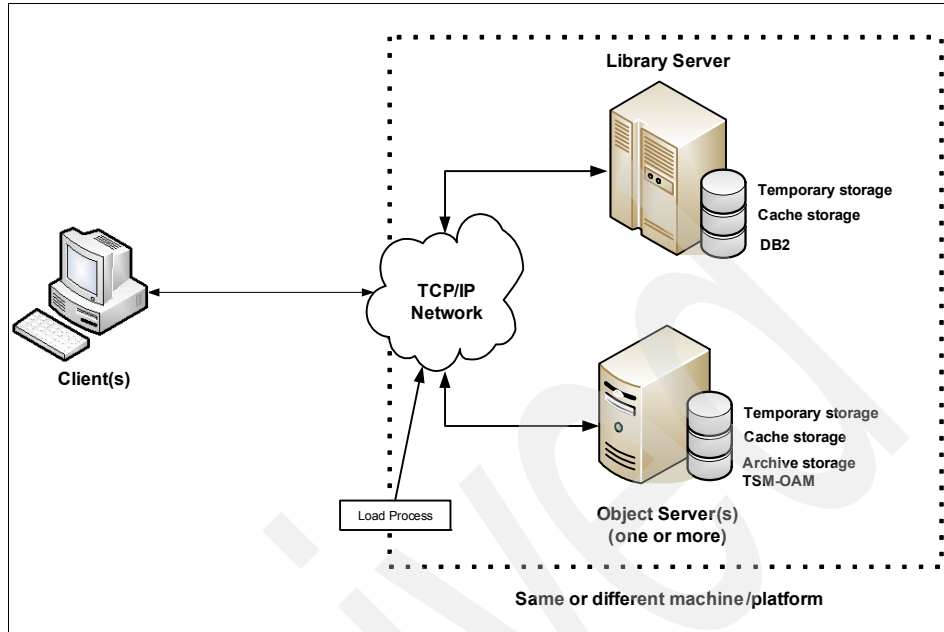 Library Server
Temporary storage
Cache storage
DB2
TCP/IP
Network
Client(s)
Temporary storage
Cache storage
Archive storage
TSM-OAM
Load Process
Object Server(s)
(one or more)
Same or different machine/platform